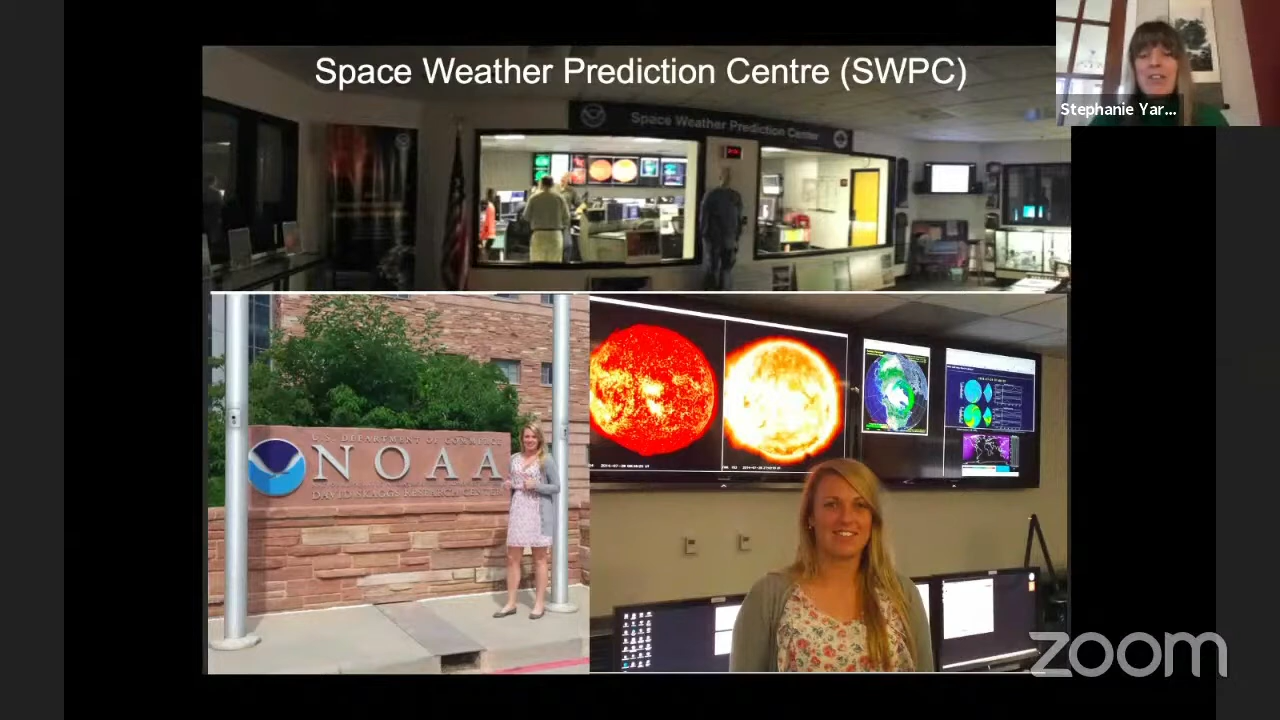 Space Weather Prediction Centre (SWPC)
Stephanie Yar...
Space Weather Prediction Center
U.S. DEPARTMENT OF COMMERCE
NOAA
DAVID SKAGGS RESEARCH CENTER
zoom